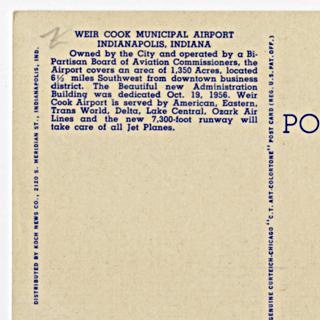 WEIR COOK MUNICIPAL AIRPORT
INDIANAPOLIS, INDIANA
Owned by the City and operated by a Bi-
Partisan Board of Aviation Commissioners, the
Airport covers an area of 1,350 Acres, located
6½ miles Southwest from downtown business
district. The Beautiful new Administration
Building was dedicated Oct. 19, 1956. Weir
Cook Airport is served by American, Eastern,
Trans World, Delta, Lake Central, Ozark Air
Lines and the new 7,300-foot runway will
take care of all Jet Planes.
DISTRIBUTED BY KOCH NEWS CO., 2120 S. MERIDIAN ST., INDIANAPOLIS, IND.
GENUINE CURTEICH-CHICAGO "C.T. ART-COLORTONE" POST CARD (REG. U.S. PAT. OFF.)
PO